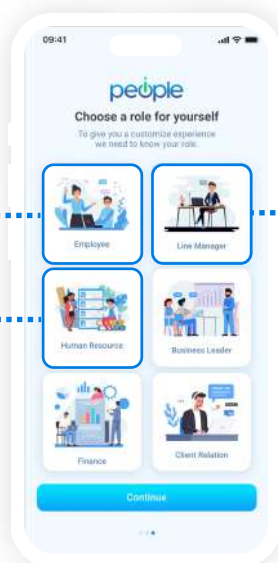 09:41
people
Choose a role for yourself
To give you a customize experience
we need to know your role.
Employee
Line Manager
Human Resource
Business Leader
Finance
Client Relation
Continue